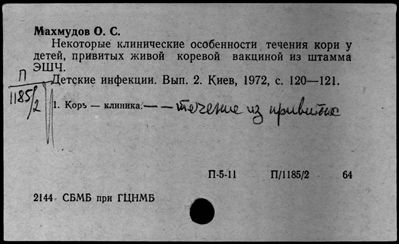 Махмудов О. С.
Некоторые клинические особенности течения кори у
детей, привитых живой коревой вакциной из штамма
ЭШЧ.
Детские инфекции. Вып. 2. Киев, 1972, с. 120—121.
П
1185/2
1. Корь — клиника: — — течение из привитых
П-5-11 П/1185/2 64
2144 СБМБ при ГЦНМБ